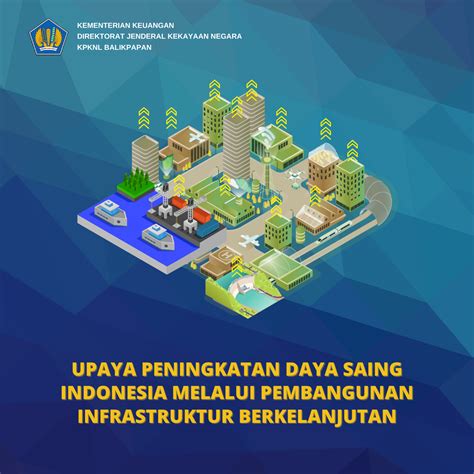 KEMENTERIAN KEUANGAN
DIREKTORAT JENDERAL KEKAYAAN NEGARA
KPKNL BALIKPAPAN
UPAYA PENINGKATAN DAYA SAING
INDONESIA MELALUI PEMBANGUNAN
INFRASTRUKTUR BERKELANJUTAN